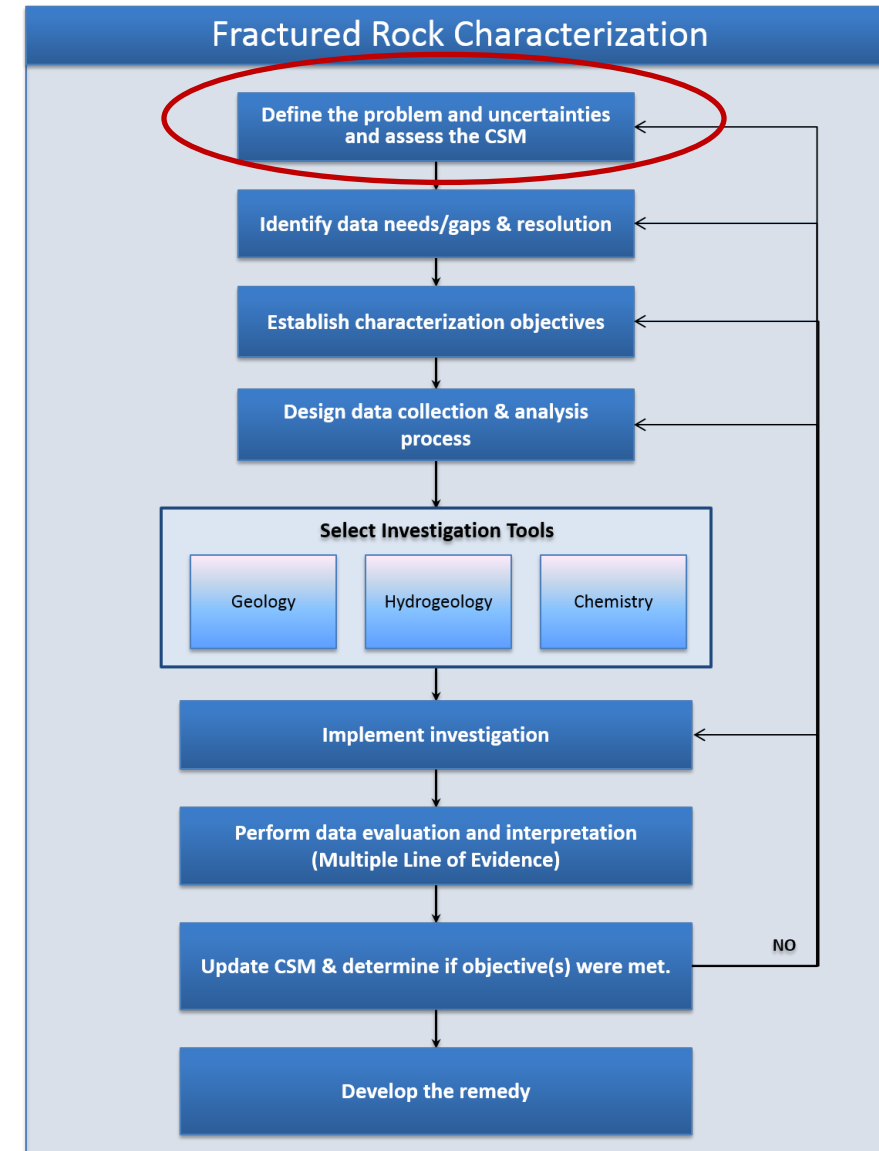 Fractured Rock Characterization
Define the problem and uncertainties
and assess the CSM
Identify data needs/gaps & resolution
Establish characterization objectives
Design data collection & analysis
process
Select Investigation Tools
Geology
Hydrogeology
Chemistry
Implement investigation
Perform data evaluation and interpretation
(Multiple Line of Evidence)
Update CSM & determine if objective(s) were met.
NO
Develop the remedy